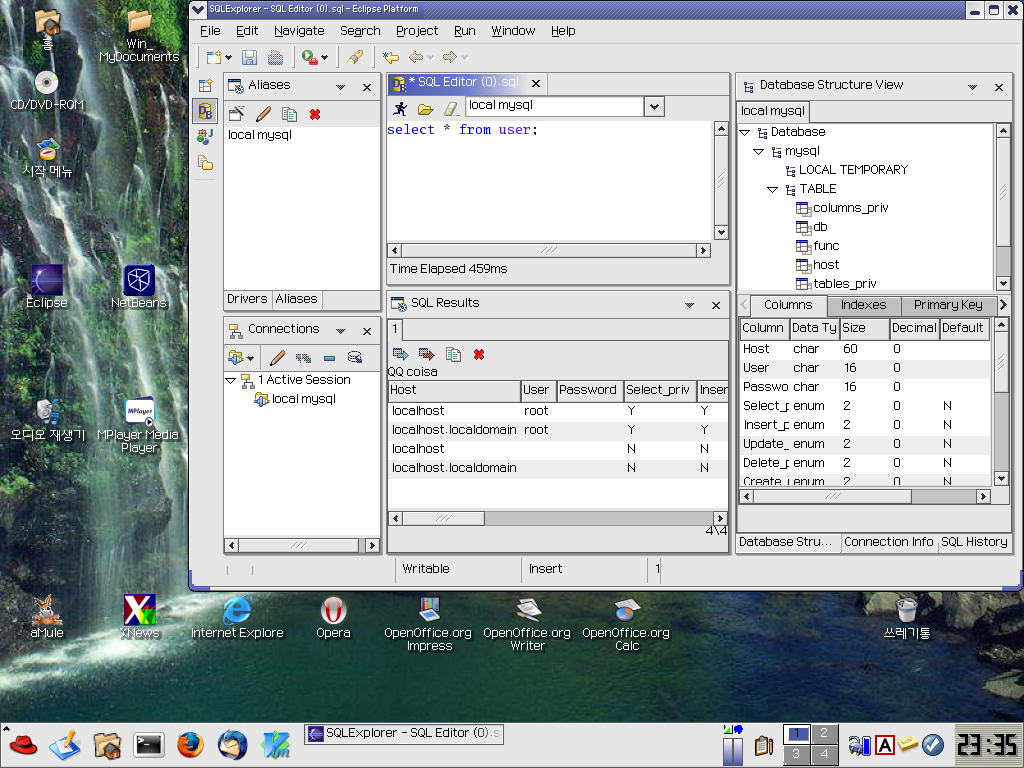 홈
Win_
MyDocuments
CD/DVD-ROM
시작 메뉴
Eclipse
NetBeans
오디오 재생기
MPlayer
MPlayer Media
Player
aMule
XNews
Internet Explore
Opera
OpenOffice.org
Impress
OpenOffice.org
Writer
OpenOffice.org
Calc
쓰레기통
SQLExplorer - SQL Editor (0).sql - Eclipse Platform
File Edit Navigate Search Project Run Window Help
Aliases
local mysql
Drivers Aliases
Connections
1 Active Session
local mysql
* SQL Editor (0).sql
local mysql
select * from user;
Time Elapsed 459ms
SQL Results
1
QQ coisa
Host User Password Select_priv Inser
localhost root Y Y
localhost.localdomain root Y Y
localhost N N
localhost.localdomain N N
4\4
Database Structure View
local mysql
Database
mysql
LOCAL TEMPORARY
TABLE
columns_priv
db
func
host
tables_priv
Columns Indexes Primary Key
Column Data Ty Size Decimal Default
Host char 60 0
User char 16 0
Passwo char 16 0
Select_p enum 2 0 N
Insert_p enum 2 0 N
Update_ enum 2 0 N
Delete_p enum 2 0 N
Create_ enum 2 0 N
Database Stru... Connection Info SQL History
Writable Insert 1
SQLExplorer - SQL Editor (0).s
1 2
3 4
A
23:35